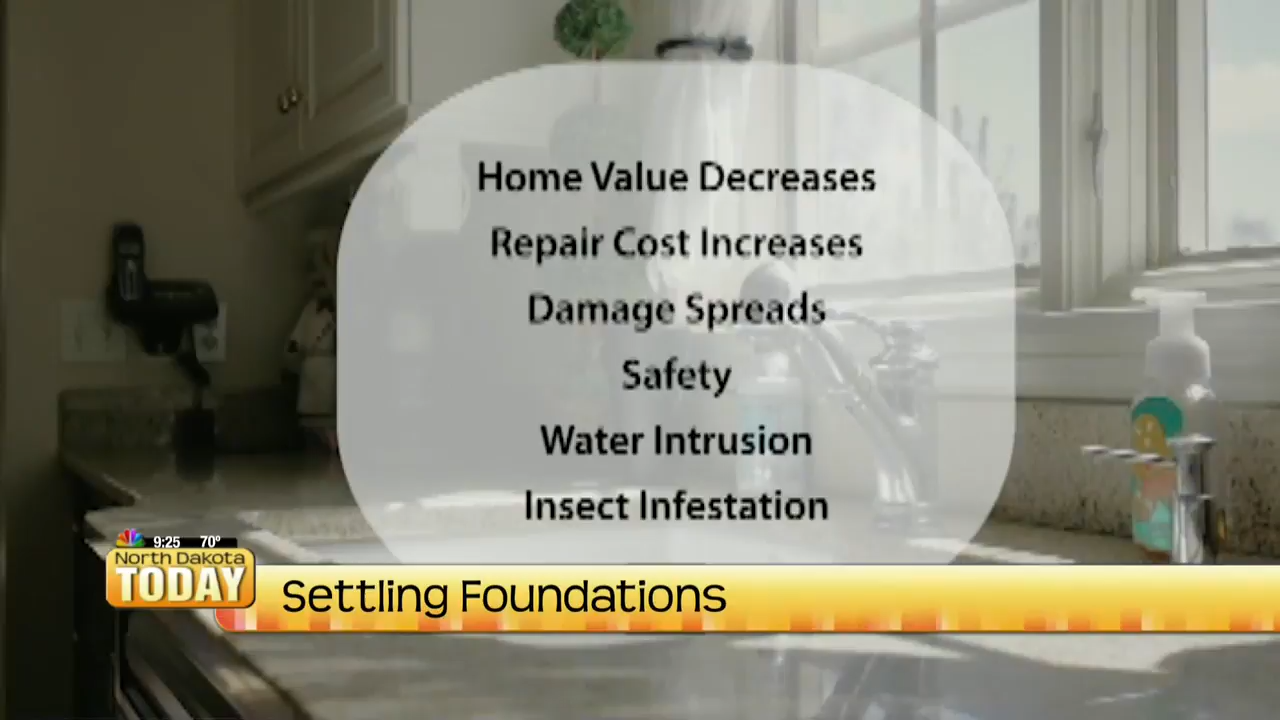 Home Value Decreases
Repair Cost Increases
Damage Spreads
Safety
Water Intrusion
Insect Infestation
9:25 70°
North Dakota
TODAY
Settling Foundations